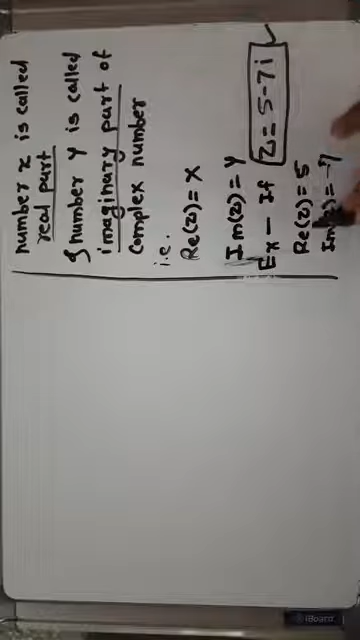 number x is called
real part
& number y is called
imaginary part of
complex number
i.e.
Re(z) = x
Im(z) = y
Ex - If z = 5-7i
Re(z) = 5
Im(z) = -7
iBoard